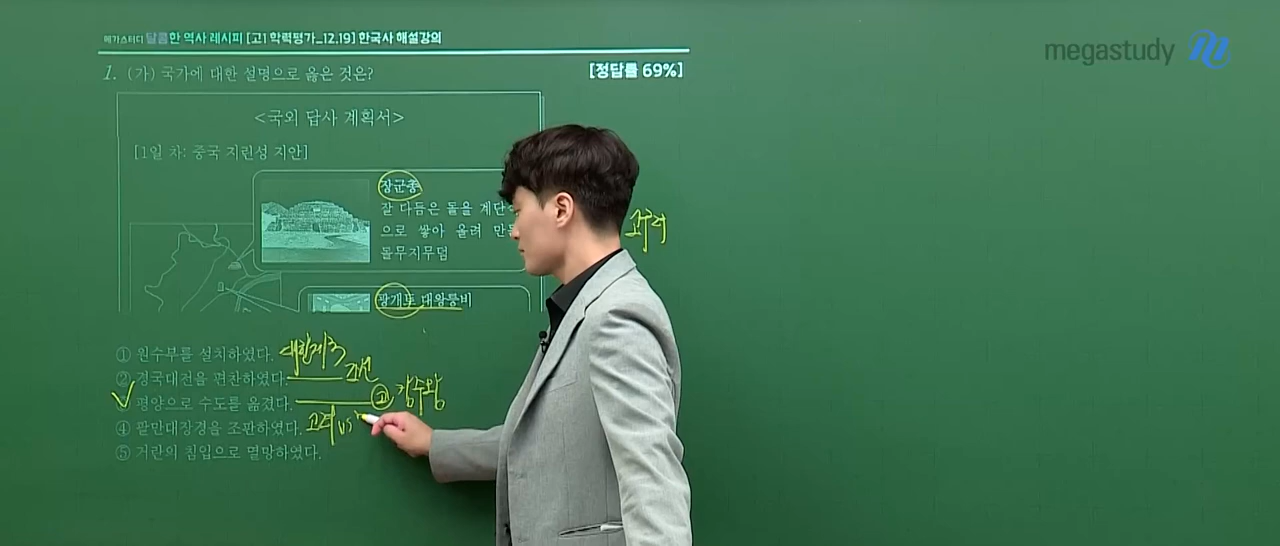 메가스터디 달콤한 역사 레시피 [고1 학력평가_12.19] 한국사 해설강의
megastudy
1. (가) 국가에 대한 설명으로 옳은 것은?
[정답률 69%]
<국외 답사 계획서>
[1일 차: 중국 지린성 지안]
장군총
잘 다듬은 돌을 계단
으로 쌓아 올려 만든
돌무지무덤
광개토 대왕릉비
① 원수부를 설치하였다. 대한제국
② 경국대전을 편찬하였다. 조선
평양으로 수도를 옮겼다. 고 장수왕
④ 팔만대장경을 조판하였다. 고려 vs
⑤ 거란의 침입으로 멸망하였다.